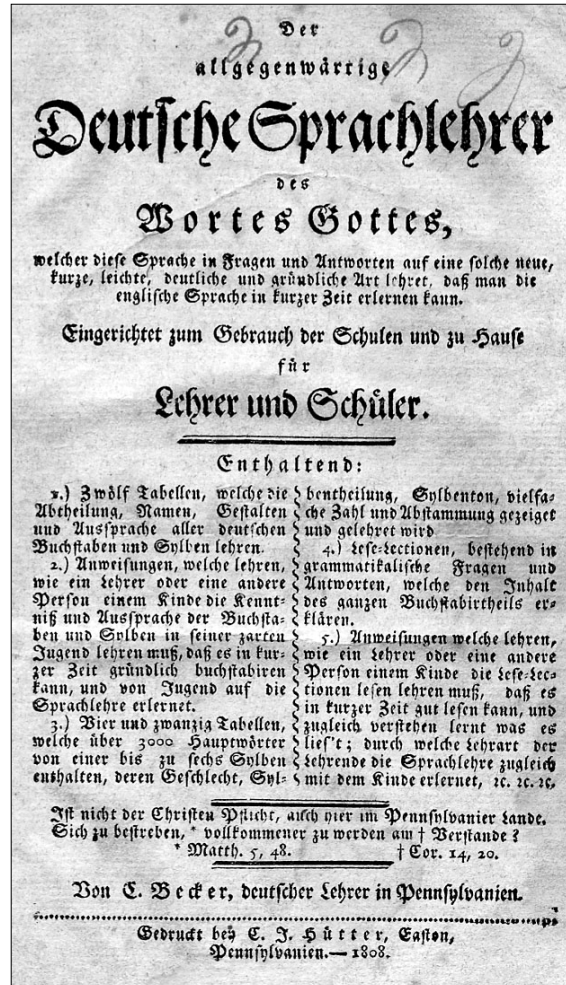 Der
allgegenwärtige
Deutsche Sprachlehrer
des
Wortes Gottes,
welcher diese Sprache in Fragen und Antworten auf eine solche neue,
kurze, leichte, deutliche und gründliche Art lehret, daß man die
englische Sprache in kurzer Zeit erlernen kann.
Eingerichtet zum Gebrauch der Schulen und zu Hause
für
Lehrer und Schüler.
Enthaltend:
1.) Zwölf Tabellen, welche die
Abtheilung, Namen, Gestalten
und Aussprache aller deutschen
Buchstaben und Sylben lehren.
2.) Anweisungen, welche lehren,
wie ein Lehrer oder eine andere
Person einem Kinde die Kennt-
niß und Aussprache der Buchsta-
ben und Sylben in seiner zarten
Jugend lehren muß, daß es in kur-
zer Zeit gründlich buchstabiren
kann, und von Jugend auf die
Sprachlehre erlernet.
3.) Vier und zwanzig Tabellen,
welche über 3000 Hauptwörter
von einer bis zu sechs Sylben
enthalten, deren Geschlecht, Syl-
bentheilung, Sylbenton, vielfa-
che Zahl und Abstammung gezeiget
und gelehret wird
4.) Lese-Lectionen, bestehend in
grammatikalische Fragen und
Antworten, welche den Inhalt
des ganzen Buchstabirtheils er-
klären.
5.) Anweisungen welche lehren,
wie ein Lehrer oder eine andere
Person einem Kinde die Lese-Lec-
tionen lesen lehren muß, daß es
in kurzer Zeit gut lesen kann, und
zugleich verstehen lernt was es
lies't; durch welche Lehrart der
Lehrende die Sprachlehre zugleich
mit dem Kinde erlernet, ꝛc. ꝛc. ꝛc.
Ist nicht der Christen Pflicht, auch hier im Pennsylvanier Lande.
Sich zu bestreben, * vollkommener zu werden am † Verstande?
* Matth. 5, 48. † Cor. 14, 20.
Von C. Becker, deutscher Lehrer in Pennsylvanien.
Gedruckt bey C. J. Hütter, Easton,
Pennsylvanien.— 1808.